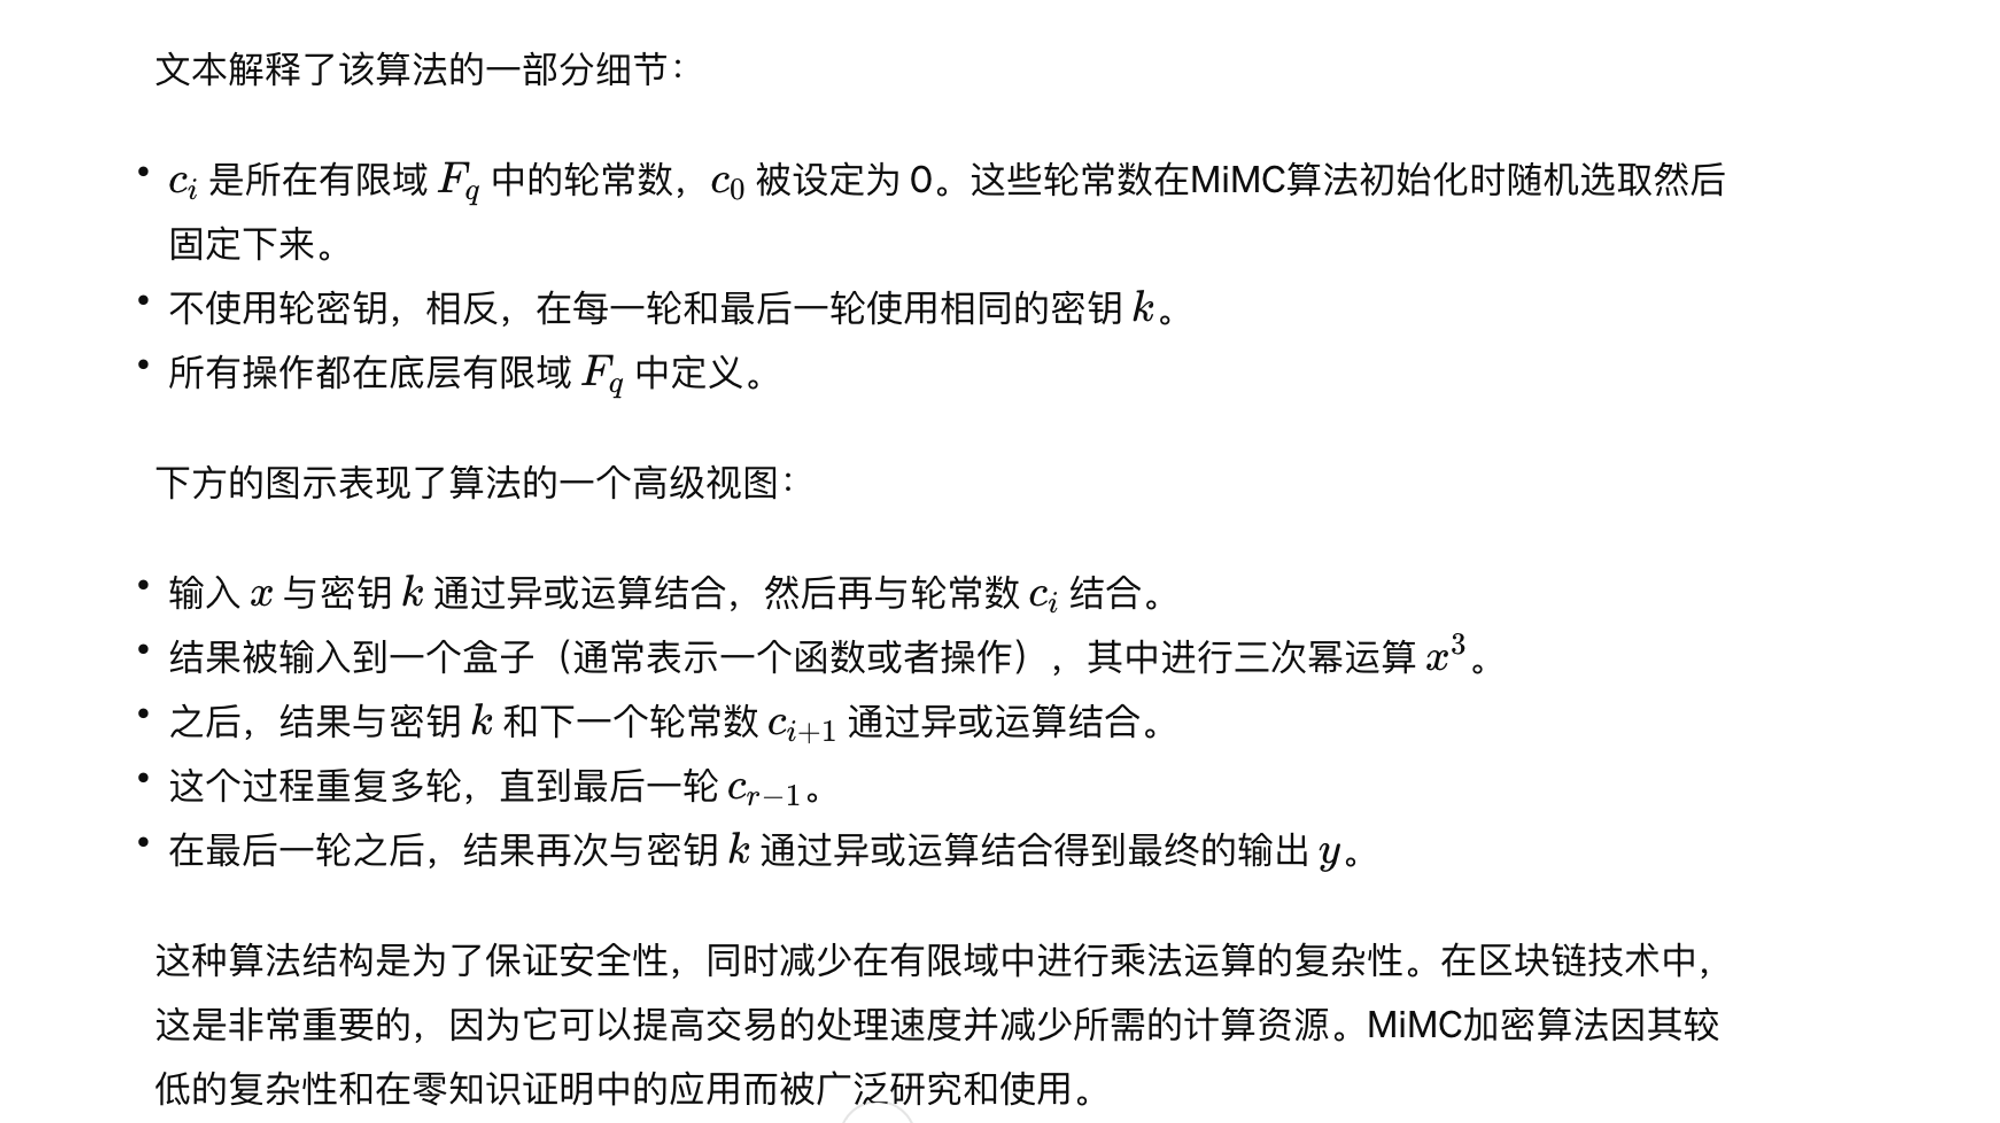 文本解释了该算法的一部分细节：
• c_i 是所在有限域 F_q 中的轮常数，c_0 被设定为 0。这些轮常数在MiMC算法初始化时随机选取然后
固定下来。
• 不使用轮密钥，相反，在每一轮和最后一轮使用相同的密钥 k。
• 所有操作都在底层有限域 F_q 中定义。
下方的图示表现了算法的一个高级视图：
• 输入 x 与密钥 k 通过异或运算结合，然后再与轮常数 c_i 结合。
• 结果被输入到一个盒子（通常表示一个函数或者操作），其中进行三次幂运算 x^3。
• 之后，结果与密钥 k 和下一个轮常数 c_{i+1} 通过异或运算结合。
• 这个过程重复多轮，直到最后一轮 c_{r-1}。
• 在最后一轮之后，结果再次与密钥 k 通过异或运算结合得到最终的输出 y。
这种算法结构是为了保证安全性，同时减少在有限域中进行乘法运算的复杂性。在区块链技术中，
这是非常重要的，因为它可以提高交易的处理速度并减少所需的计算资源。MiMC加密算法因其较
低的复杂性和在零知识证明中的应用而被广泛研究和使用。